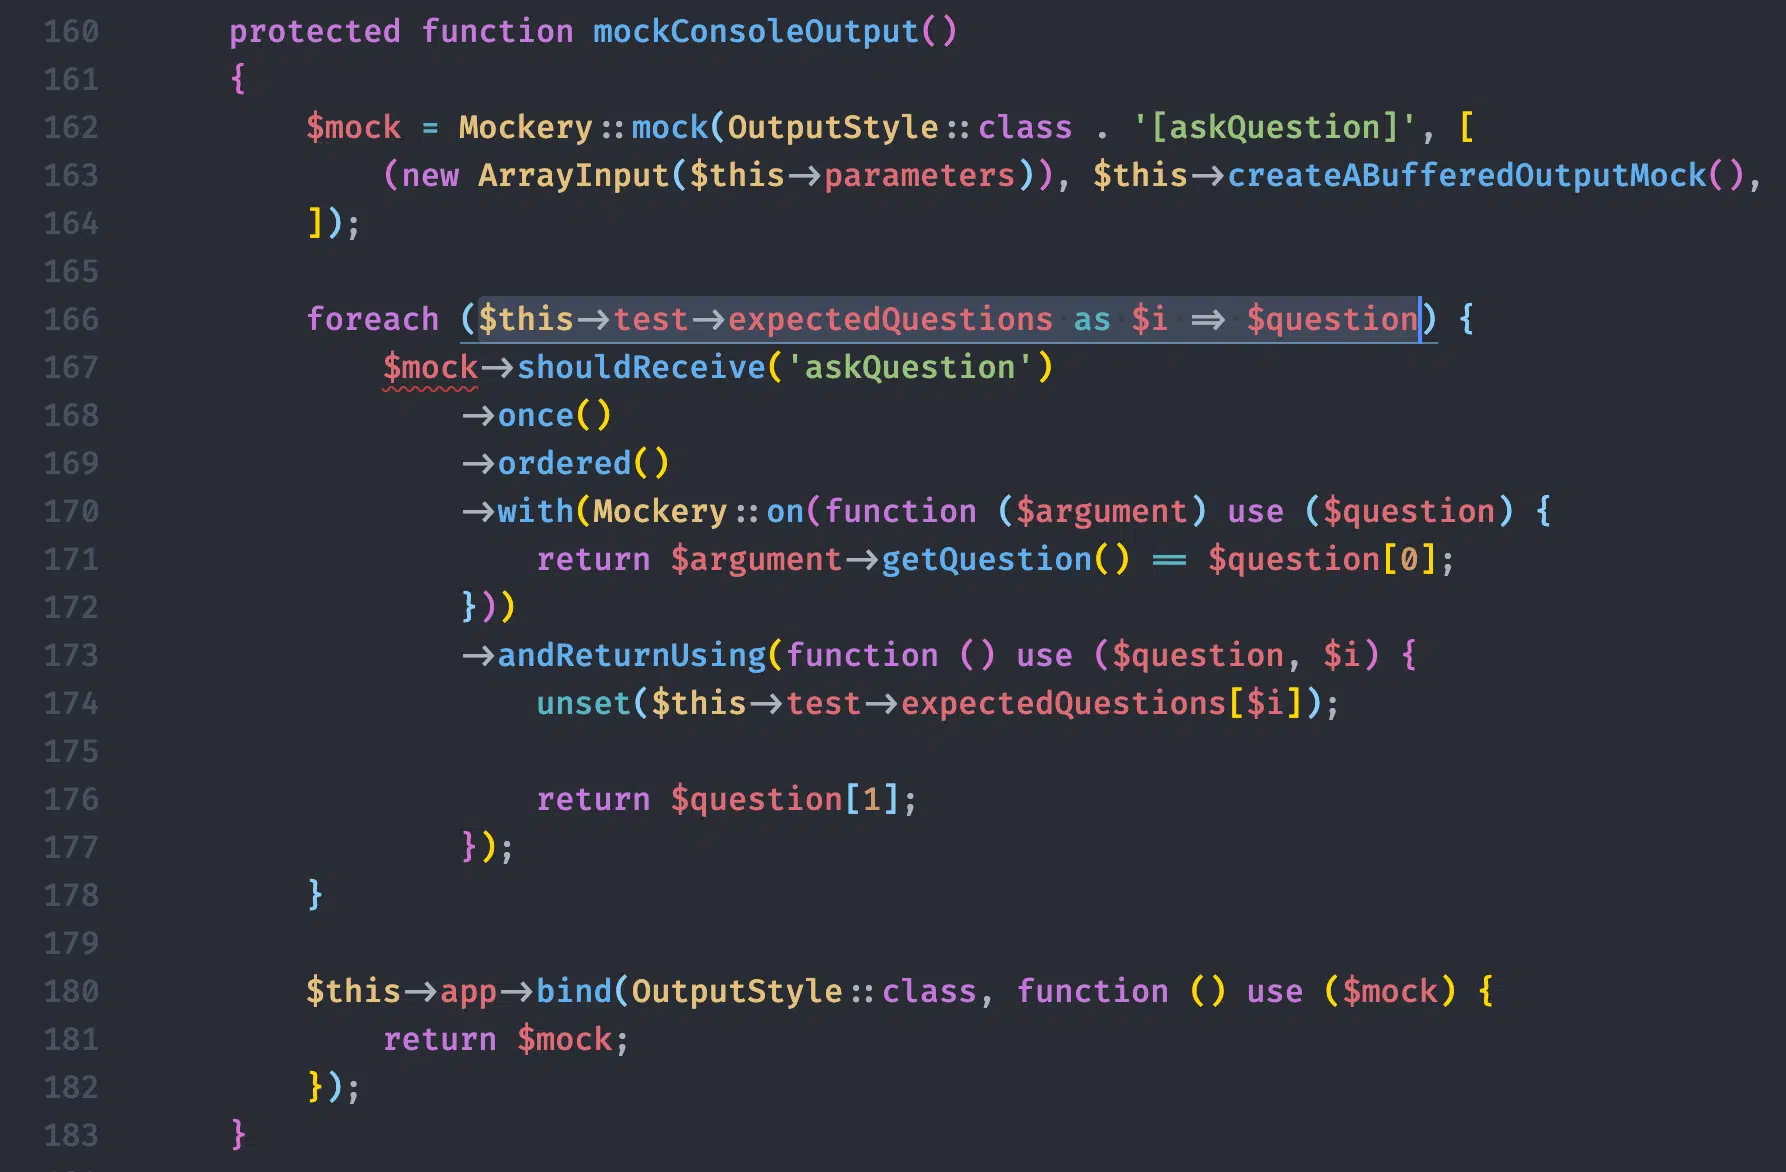 160 protected function mockConsoleOutput()
161 {
162 $mock = Mockery::mock(OutputStyle::class . '[askQuestion]', [
163 (new ArrayInput($this->parameters)), $this->createABufferedOutputMock(),
164 ]);
165
166 foreach ($this->test->expectedQuestions as $i => $question) {
167 $mock->shouldReceive('askQuestion')
168 ->once()
169 ->ordered()
170 ->with(Mockery::on(function ($argument) use ($question) {
171 return $argument->getQuestion() == $question[0];
172 }))
173 ->andReturnUsing(function () use ($question, $i) {
174 unset($this->test->expectedQuestions[$i]);
175
176 return $question[1];
177 });
178 }
179
180 $this->app->bind(OutputStyle::class, function () use ($mock) {
181 return $mock;
182 });
183 }